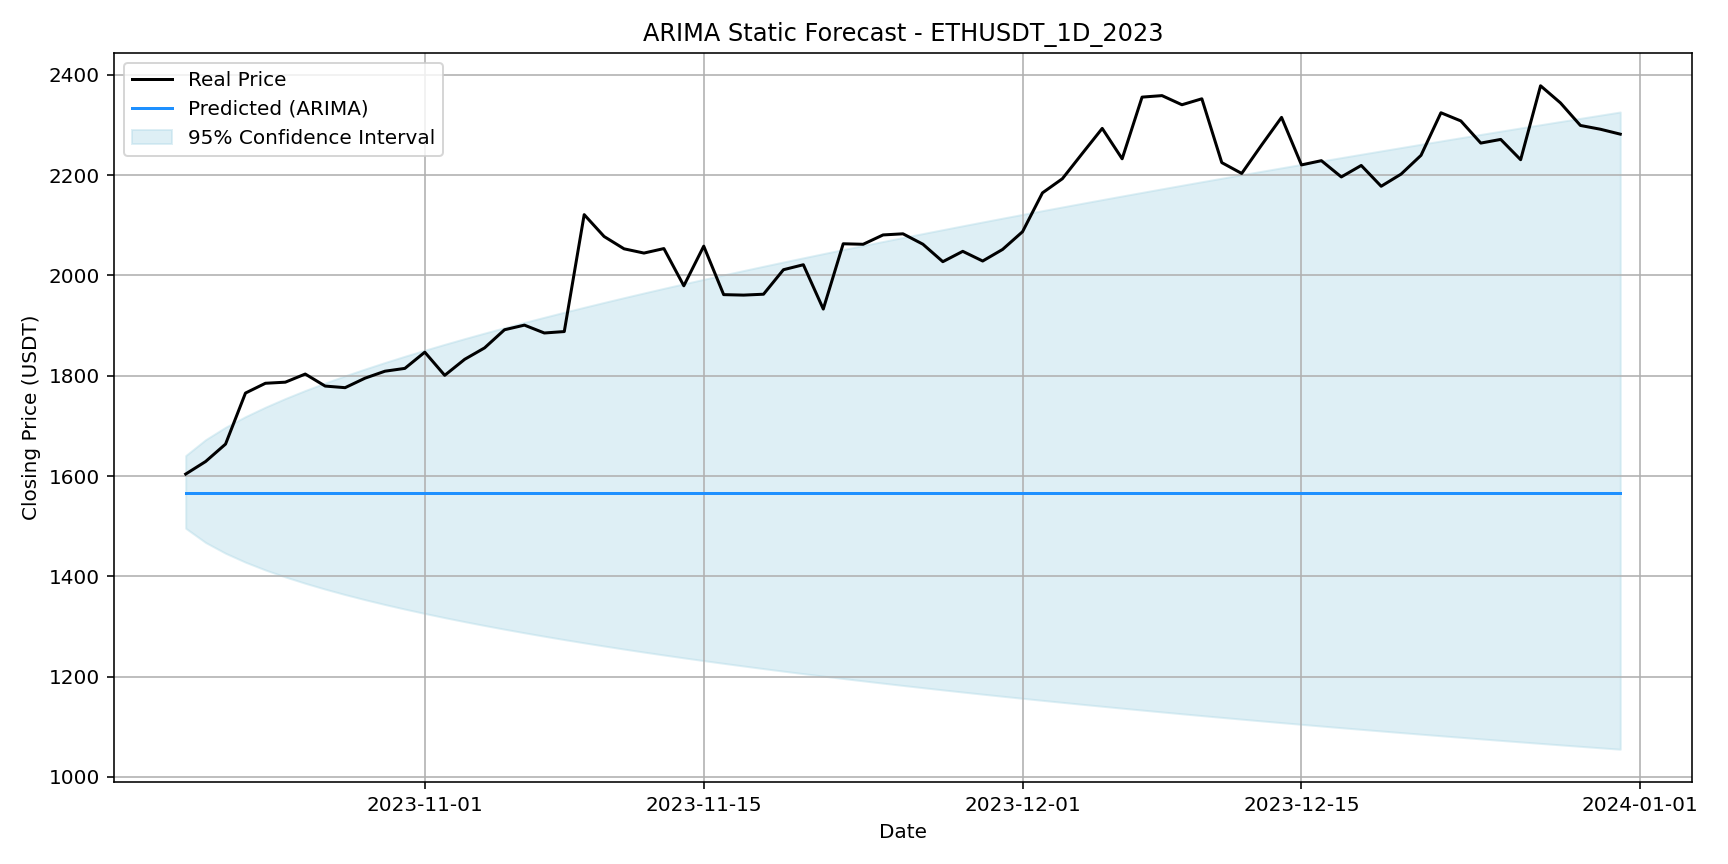 ARIMA Static Forecast - ETHUSDT_1D_2023
Real Price
Predicted (ARIMA)
95% Confidence Interval
Closing Price (USDT)
2400
2200
2000
1800
1600
1400
1200
1000
2023-11-01
2023-11-15
2023-12-01
2023-12-15
2024-01-01
Date